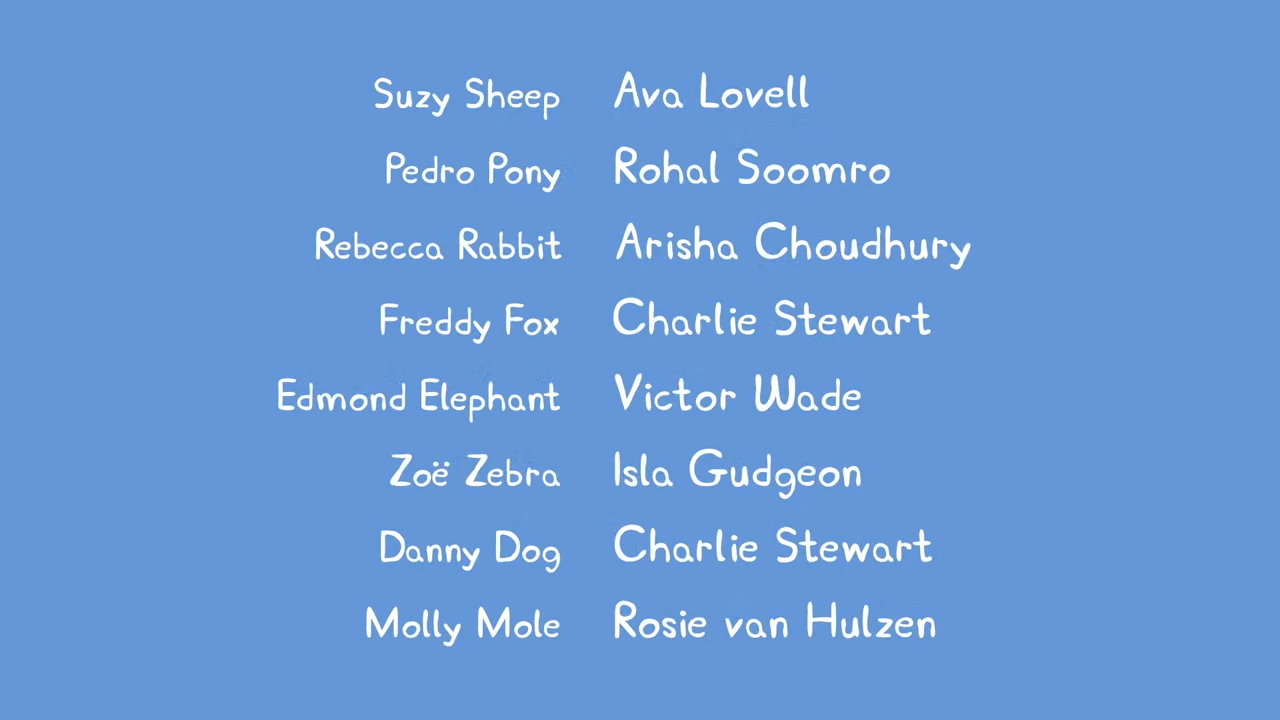 Suzy Sheep Ava Lovell
Pedro Pony Rohal Soomro
Rebecca Rabbit Arisha Choudhury
Freddy Fox Charlie Stewart
Edmond Elephant Victor Wade
Zoë Zebra Isla Gudgeon
Danny Dog Charlie Stewart
Molly Mole Rosie van Hulzen